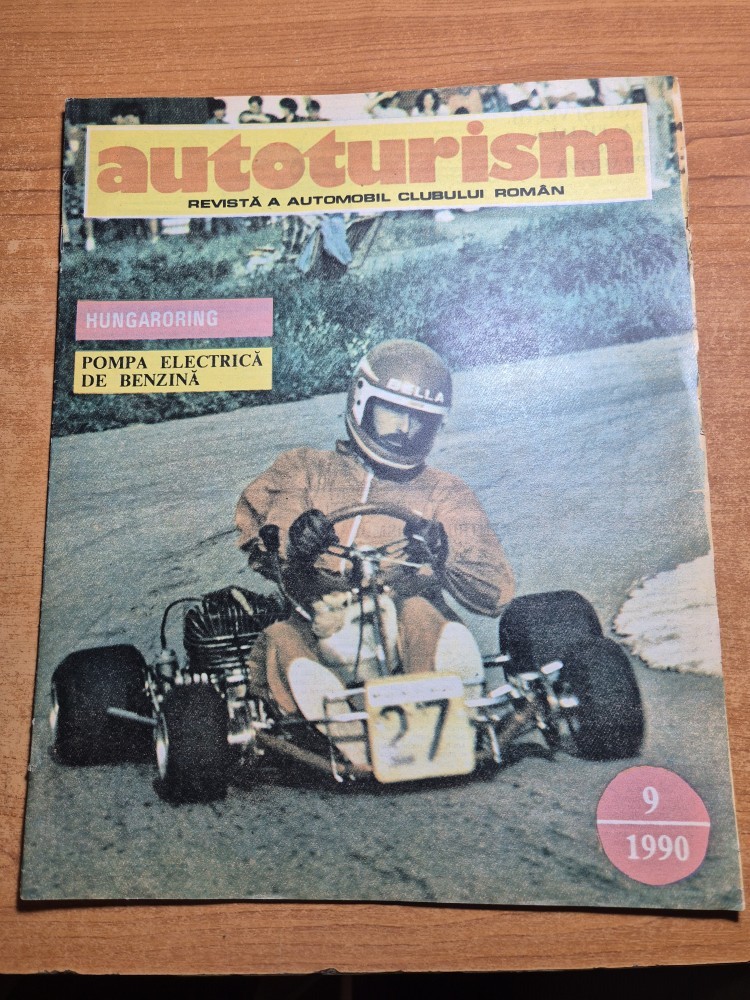 autoturism
REVISTĂ A AUTOMOBIL CLUBULUI ROMÂN
HUNGARORING
POMPA ELECTRICĂ
DE BENZINĂ
BELLA
27
9
1990